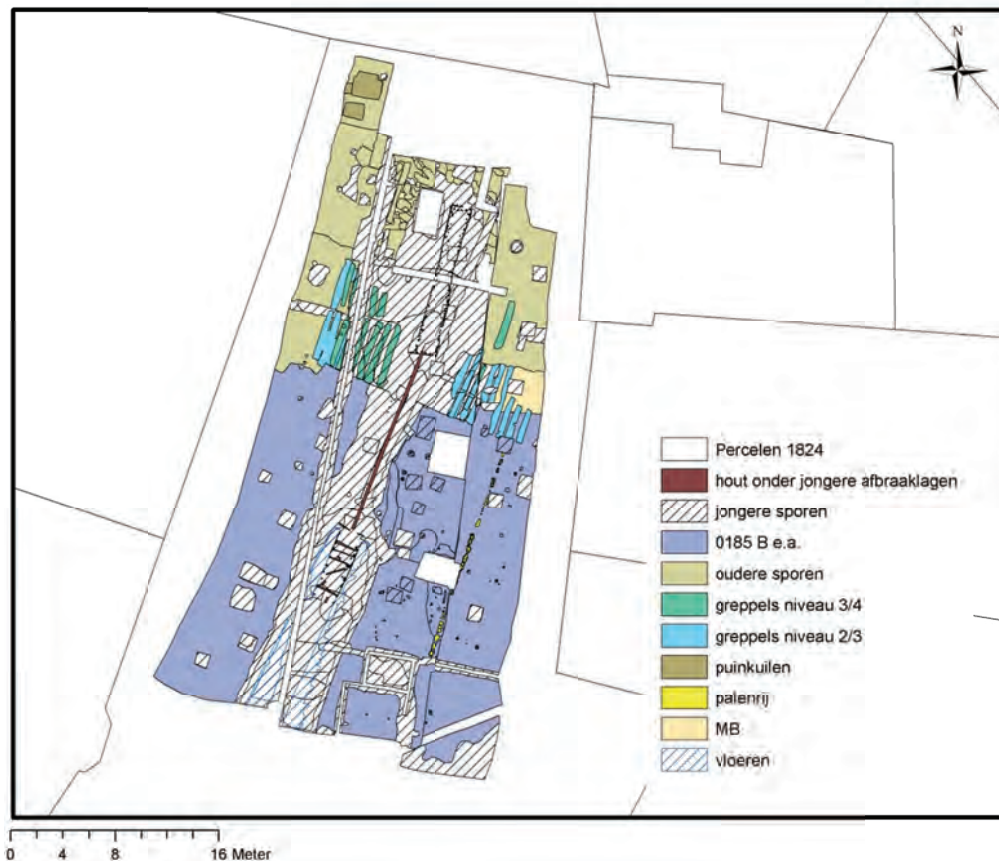 N
Percelen 1824
hout onder jongere afbraaklagen
jongere sporen
0185 B e.a.
oudere sporen
greppels niveau 3/4
greppels niveau 2/3
puinkuilen
palenrij
MB
vloeren
0 4 8 16 Meter